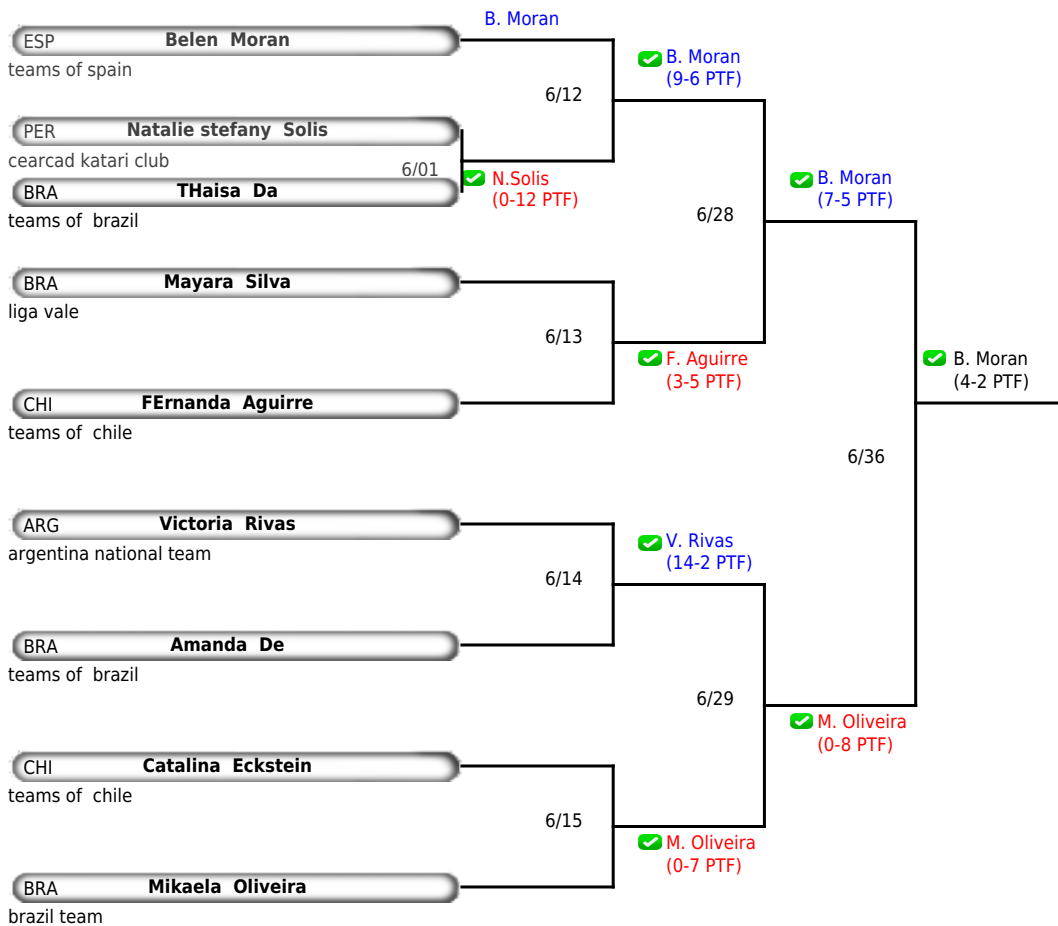 B. Moran
ESP Belen Moran
teams of spain
B. Moran
(9-6 PTF)
6/12
PER Natalie stefany Solis
cearcad katari club
6/01
N.Solis
(0-12 PTF)
BRA THaisa Da
teams of brazil
B. Moran
(7-5 PTF)
6/28
BRA Mayara Silva
liga vale
6/13
F. Aguirre
(3-5 PTF)
B. Moran
(4-2 PTF)
CHI FErnanda Aguirre
teams of chile
6/36
ARG Victoria Rivas
argentina national team
V. Rivas
(14-2 PTF)
6/14
BRA Amanda De
teams of brazil
6/29
M. Oliveira
(0-8 PTF)
CHI Catalina Eckstein
teams of chile
6/15
M. Oliveira
(0-7 PTF)
BRA Mikaela Oliveira
brazil team